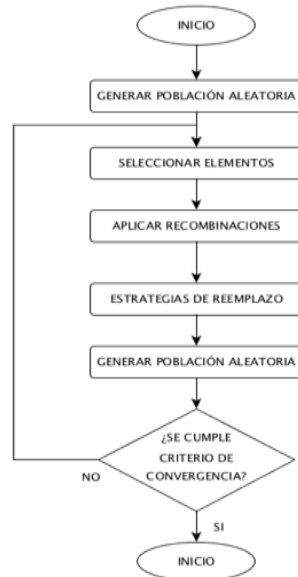 INICIO
GENERAR POBLACIÓN ALEATORIA
SELECCIONAR ELEMENTOS
APLICAR RECOMBINACIONES
ESTRATEGIAS DE REEMPLAZO
GENERAR POBLACIÓN ALEATORIA
¿SE CUMPLE
CRITERIO DE
CONVERGENCIA?
NO
SI
INICIO